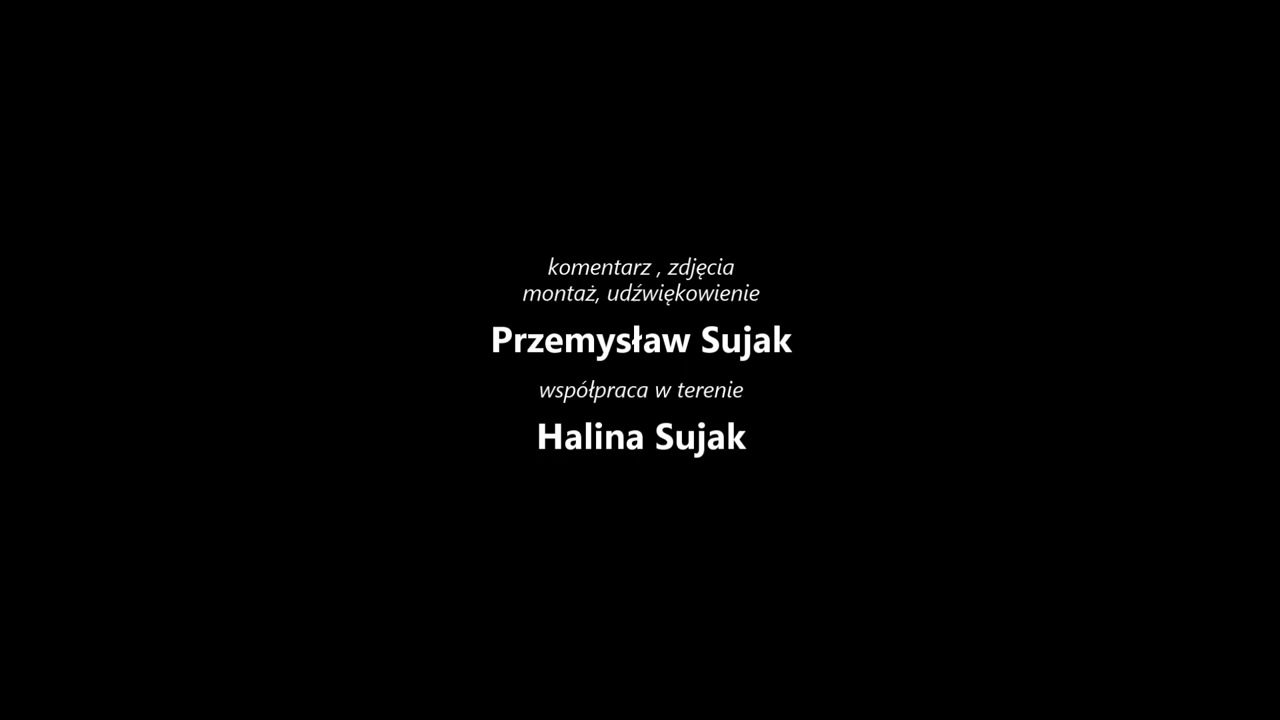 komentarz , zdjęcia
montaż, udźwiękowienie
Przemysław Sujak
współpraca w terenie
Halina Sujak